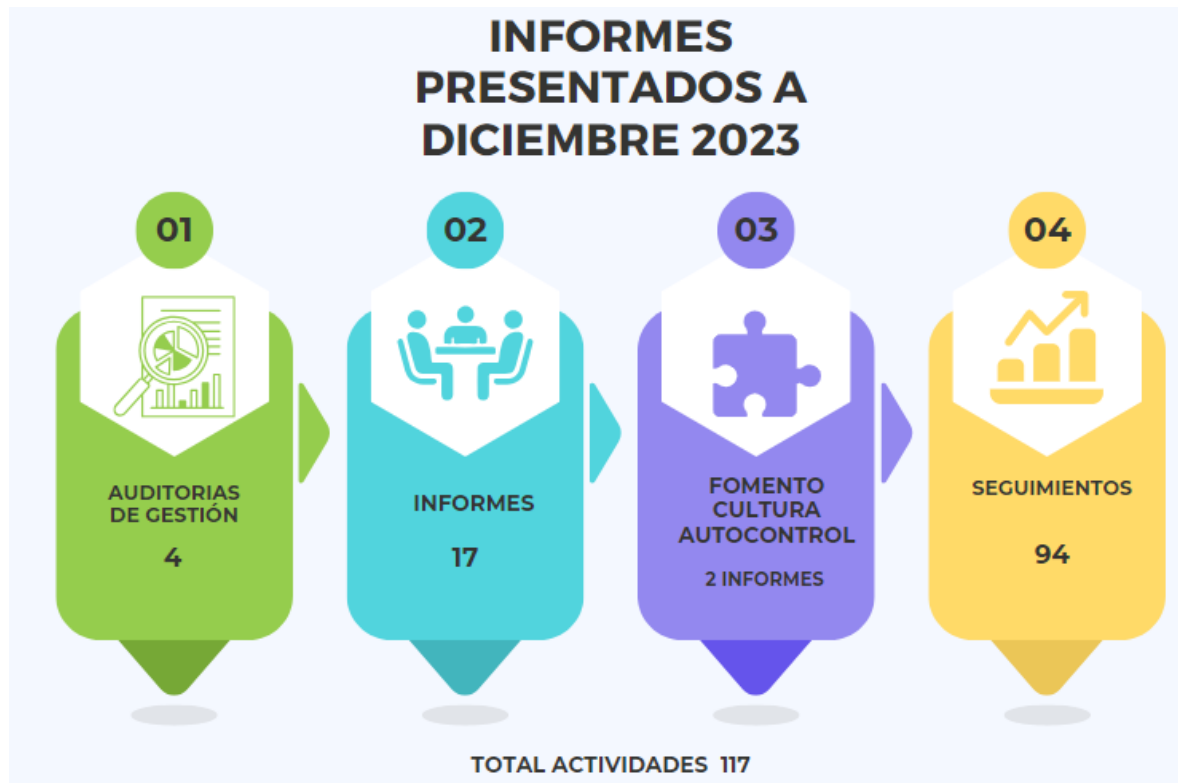 INFORMES
PRESENTADOS A
DICIEMBRE 2023
01
AUDITORIAS
DE GESTIÓN
4
02
INFORMES
17
03
FOMENTO
CULTURA
AUTOCONTROL
2 INFORMES
04
SEGUIMIENTOS
94
TOTAL ACTIVIDADES 117